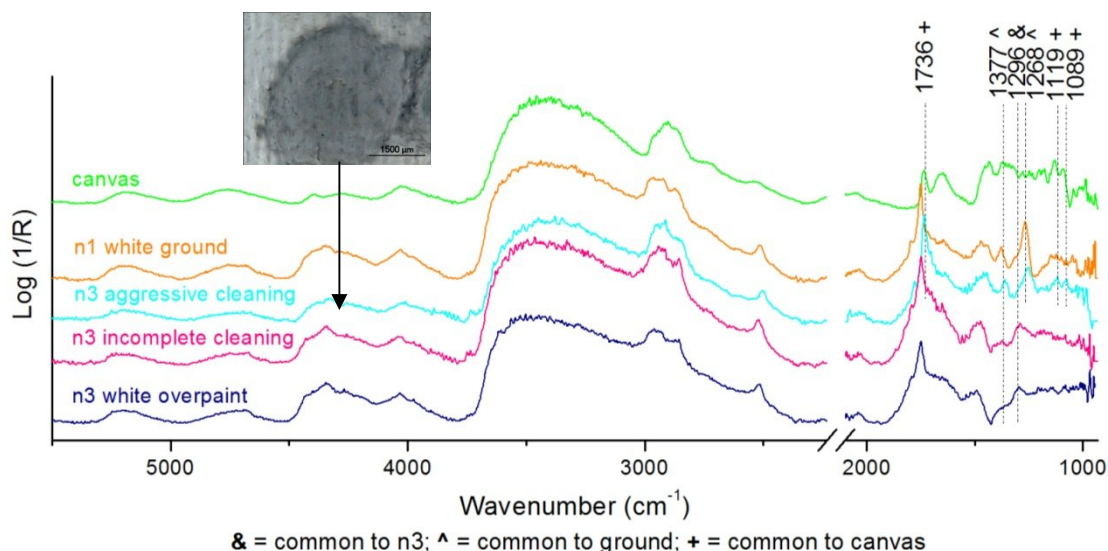 1500 µm
1736 +
1377 ^
1296 &
1268 ^
1119 +
1089 +
canvas
n1 white ground
n3 aggressive cleaning
n3 incomplete cleaning
n3 white overpaint
Log (1/R)
5000 4000 3000 2000 1000
Wavenumber (cm⁻¹)
& = common to n3; ^ = common to ground; + = common to canvas